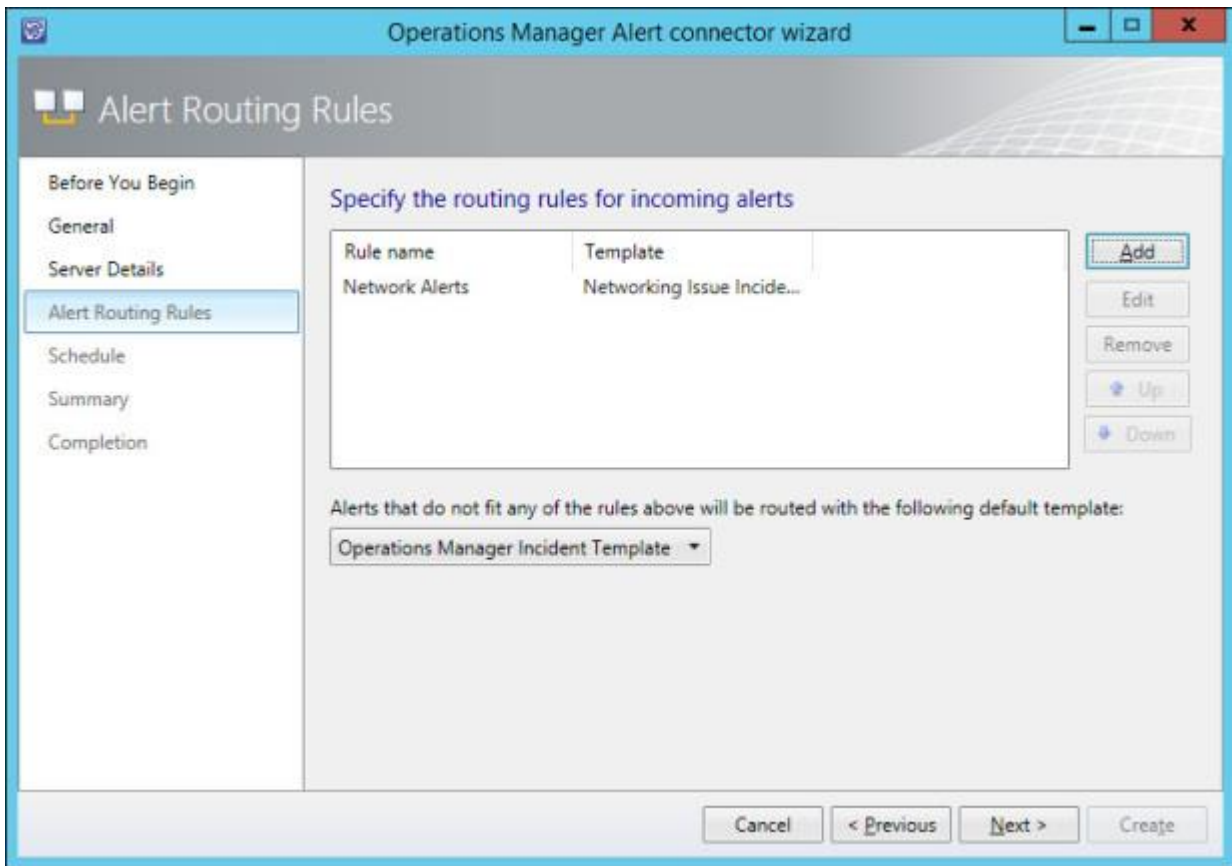 Operations Manager Alert connector wizard
Alert Routing Rules
Before You Begin
General
Server Details
Alert Routing Rules
Schedule
Summary
Completion
Specify the routing rules for incoming alerts
Rule name Template
Network Alerts Networking Issue Incide...
Add
Edit
Remove
Up
Down
Alerts that do not fit any of the rules above will be routed with the following default template:
Operations Manager Incident Template
Cancel < Previous Next > Create